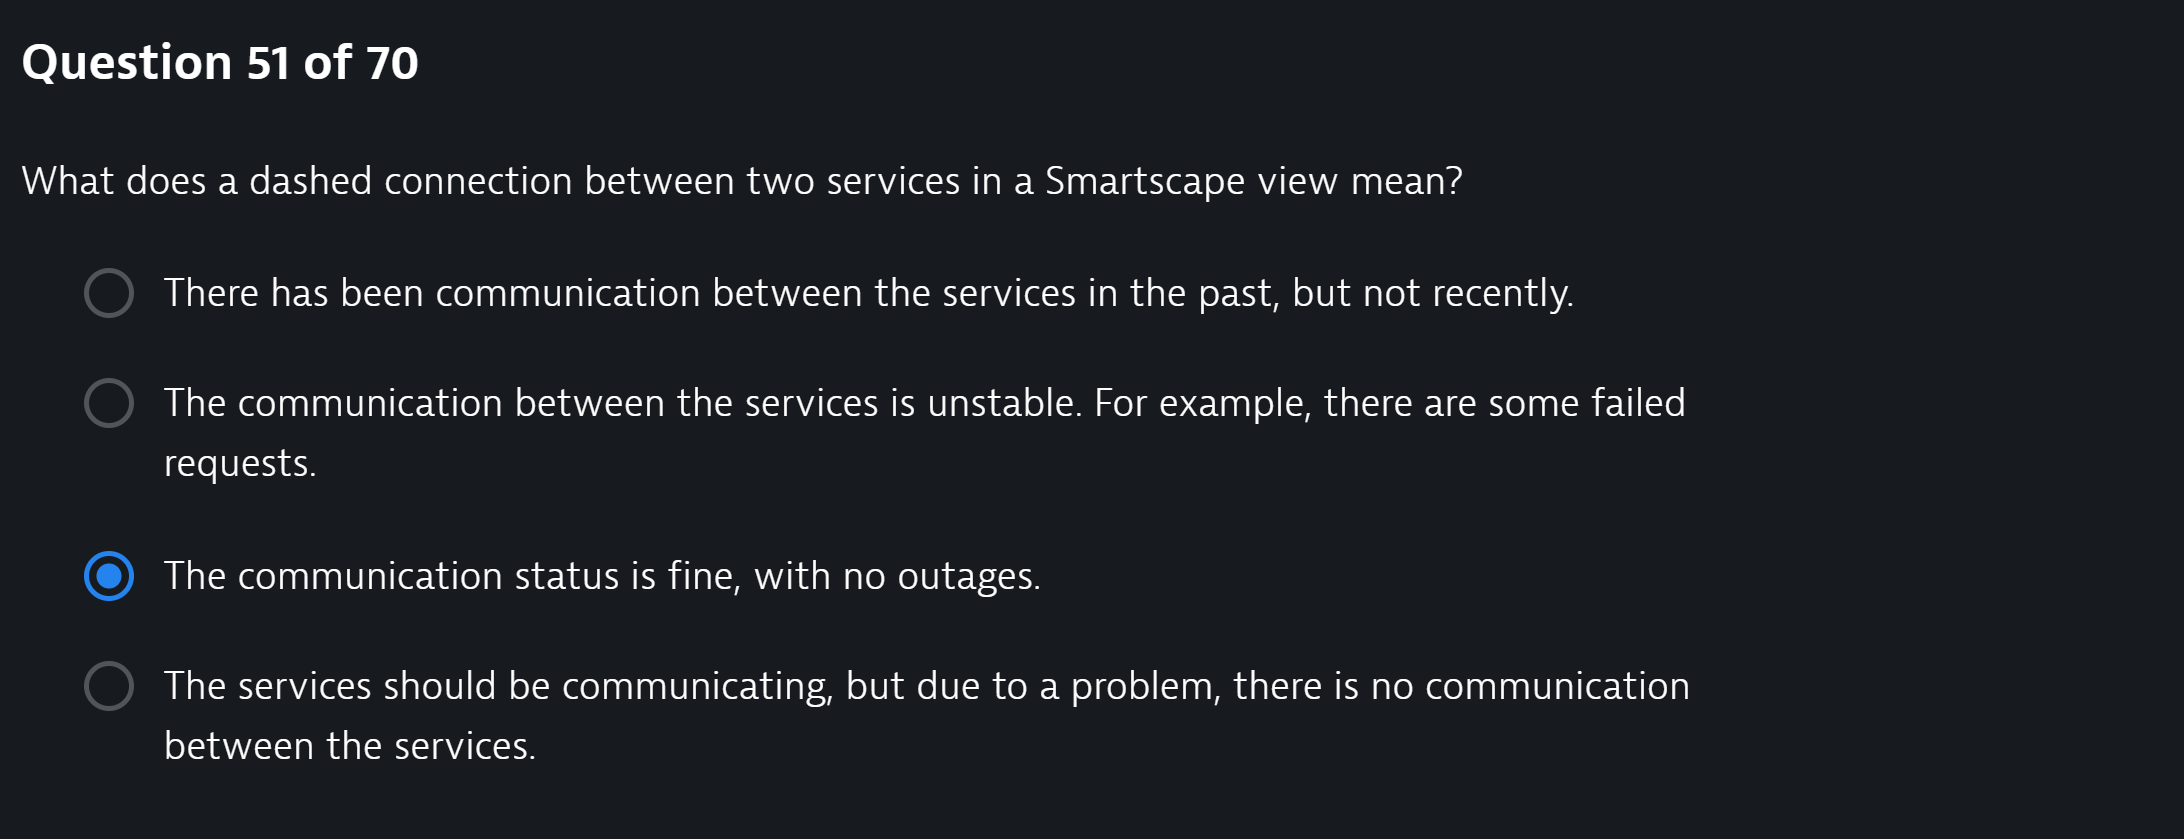 Question 51 of 70
What does a dashed connection between two services in a Smartscape view mean?
There has been communication between the services in the past, but not recently.
The communication between the services is unstable. For example, there are some failed
requests.
The communication status is fine, with no outages.
The services should be communicating, but due to a problem, there is no communication
between the services.